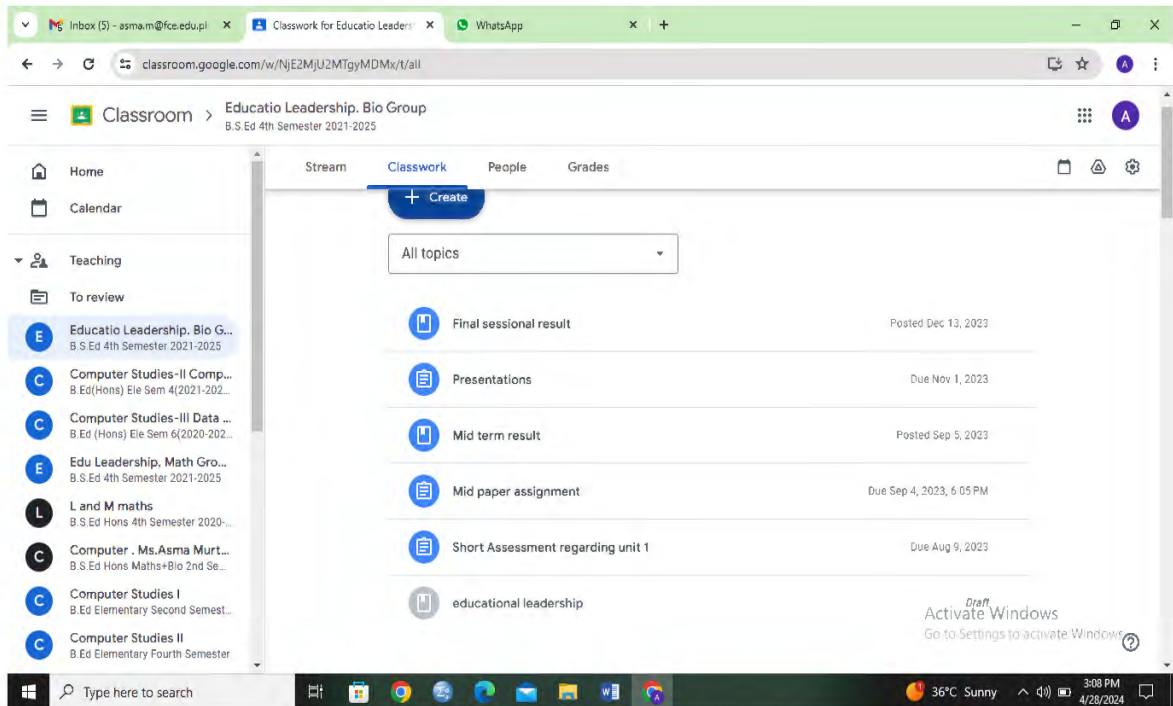 Inbox (5) - asma.m@fce.edu.pl
Classwork for Educatio Leaders
WhatsApp
classroom.google.com/w/NjE2MjU2MTgyMDMx/t/all
A
Classroom > Educatio Leadership. Bio Group
B.S.Ed 4th Semester 2021-2025
A
Home
Calendar
Teaching
To review
E
Educatio Leadership. Bio G...
B.S.Ed 4th Semester 2021-2025
C
Computer Studies-II Comp...
B.Ed(Hons) Ele Sem 4(2021-202...
C
Computer Studies-III Data ...
B.Ed (Hons) Ele Sem 6(2020-202...
E
Edu Leadership, Math Gro...
B.S.Ed 4th Semester 2021-2025
L
L and M maths
B.S.Ed Hons 4th Semester 2020-...
C
Computer . Ms.Asma Murt...
B.S.Ed Hons Maths+Bio 2nd Se...
C
Computer Studies I
B.Ed Elementary Second Semest...
C
Computer Studies II
B.Ed Elementary Fourth Semester
Stream Classwork People Grades
+ Create
All topics
Final sessional result Posted Dec 13, 2023
Presentations Due Nov 1, 2023
Mid term result Posted Sep 5, 2023
Mid paper assignment Due Sep 4, 2023, 6:05 PM
Short Assessment regarding unit 1 Due Aug 9, 2023
educational leadership Draft
Activate Windows
Go to Settings to activate Windows.
Type here to search
36°C Sunny
3:08 PM
4/28/2024